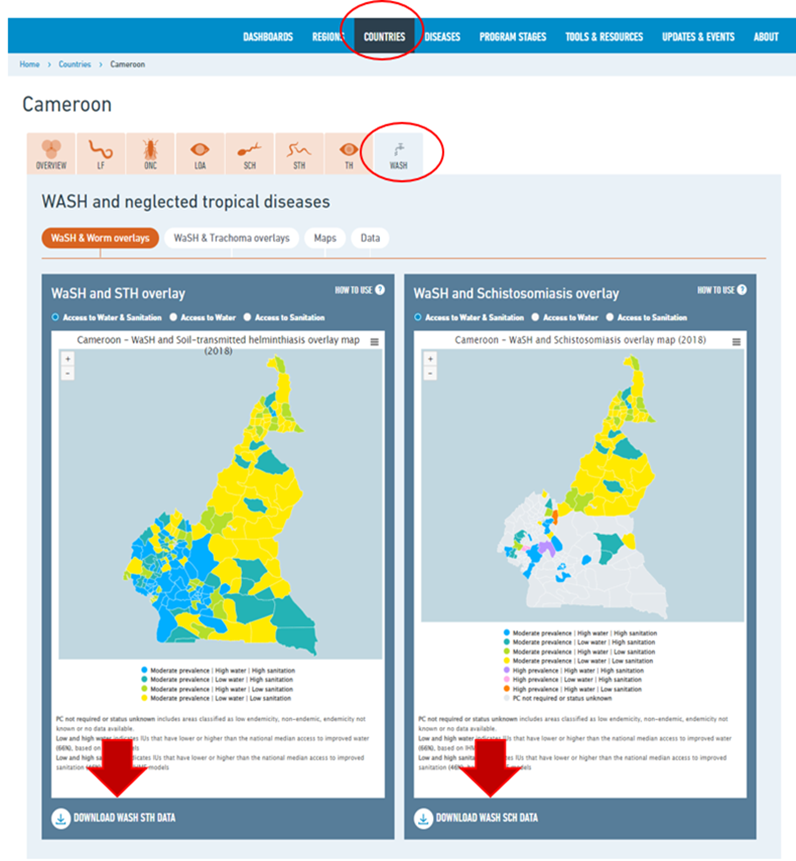 DASHBOARDS REGIONS COUNTRIES DISEASES PROGRAM STAGES TOOLS & RESOURCES UPDATES & EVENTS ABOUT
Home > Countries > Cameroon
Cameroon
OVERVIEW LF ONC LOA SCH STH TH WASH
WASH and neglected tropical diseases
WaSH & Worm overlays WaSH & Trachoma overlays Maps Data
WaSH and STH overlay HOW TO USE ?
Access to Water & Sanitation Access to Water Access to Sanitation
Cameroon - WaSH and Soil-transmitted helminthiasis overlay map
(2018)
+
-
Moderate prevalence | High water | High sanitation
Moderate prevalence | Low water | High sanitation
Moderate prevalence | High water | Low sanitation
Moderate prevalence | Low water | Low sanitation
PC not required or status unknown includes areas classified as low endemicity, non-endemic, endemicity not
known or no data available.
Low and high water indicates IUs that have lower or higher than the national median access to improved water
(66%), based on
Low and high indicates IUs that have lower or higher than the national median access to improved
sanitation models
DOWNLOAD WASH STH DATA
WaSH and Schistosomiasis overlay HOW TO USE ?
Access to Water & Sanitation Access to Water Access to Sanitation
Cameroon - WaSH and Schistosomiasis overlay map (2018)
+
-
Moderate prevalence | High water | High sanitation
Moderate prevalence | Low water | High sanitation
Moderate prevalence | High water | Low sanitation
Moderate prevalence | Low water | Low sanitation
High prevalence | High water | High sanitation
High prevalence | Low water | High sanitation
High prevalence | High water | Low sanitation
PC not required or status unknown
PC not required or status unknown includes areas classified as low endemicity, non-endemic, endemicity not
known or no data available.
Low and high water indicates IUs that have lower or higher than the national median access to improved water
(66%), based on
Low and high IUs that have lower or higher than the national median access to improved
sanitation models
DOWNLOAD WASH SCH DATA